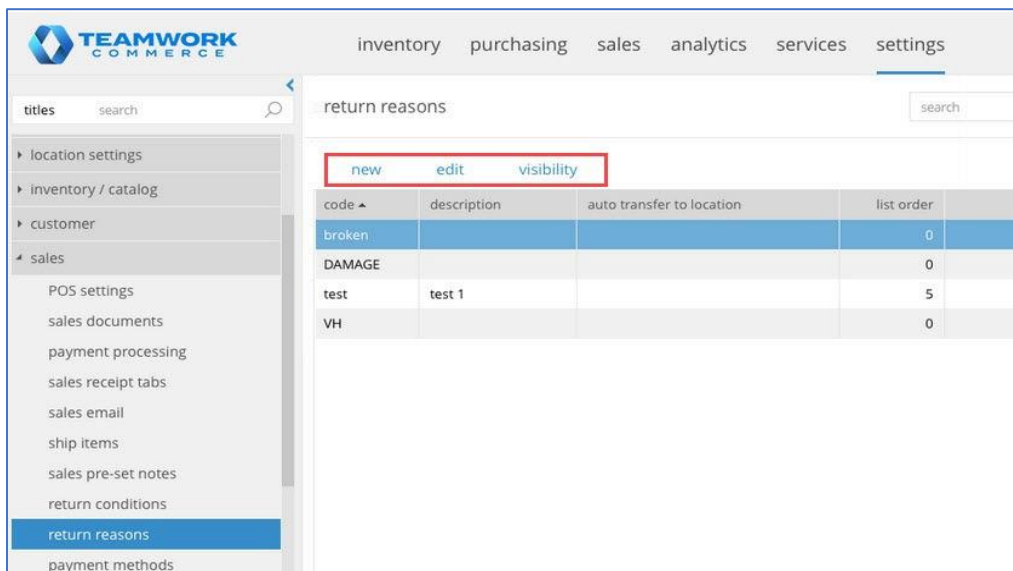 TEAMWORK
COMMERCE
inventory purchasing sales analytics services settings
titles search
return reasons
search
location settings
inventory / catalog
customer
sales
POS settings
sales documents
payment processing
sales receipt tabs
sales email
ship items
sales pre-set notes
return conditions
return reasons
payment methods
new edit visibility
code description auto transfer to location list order
broken 0
DAMAGE 0
test test 1 5
VH 0